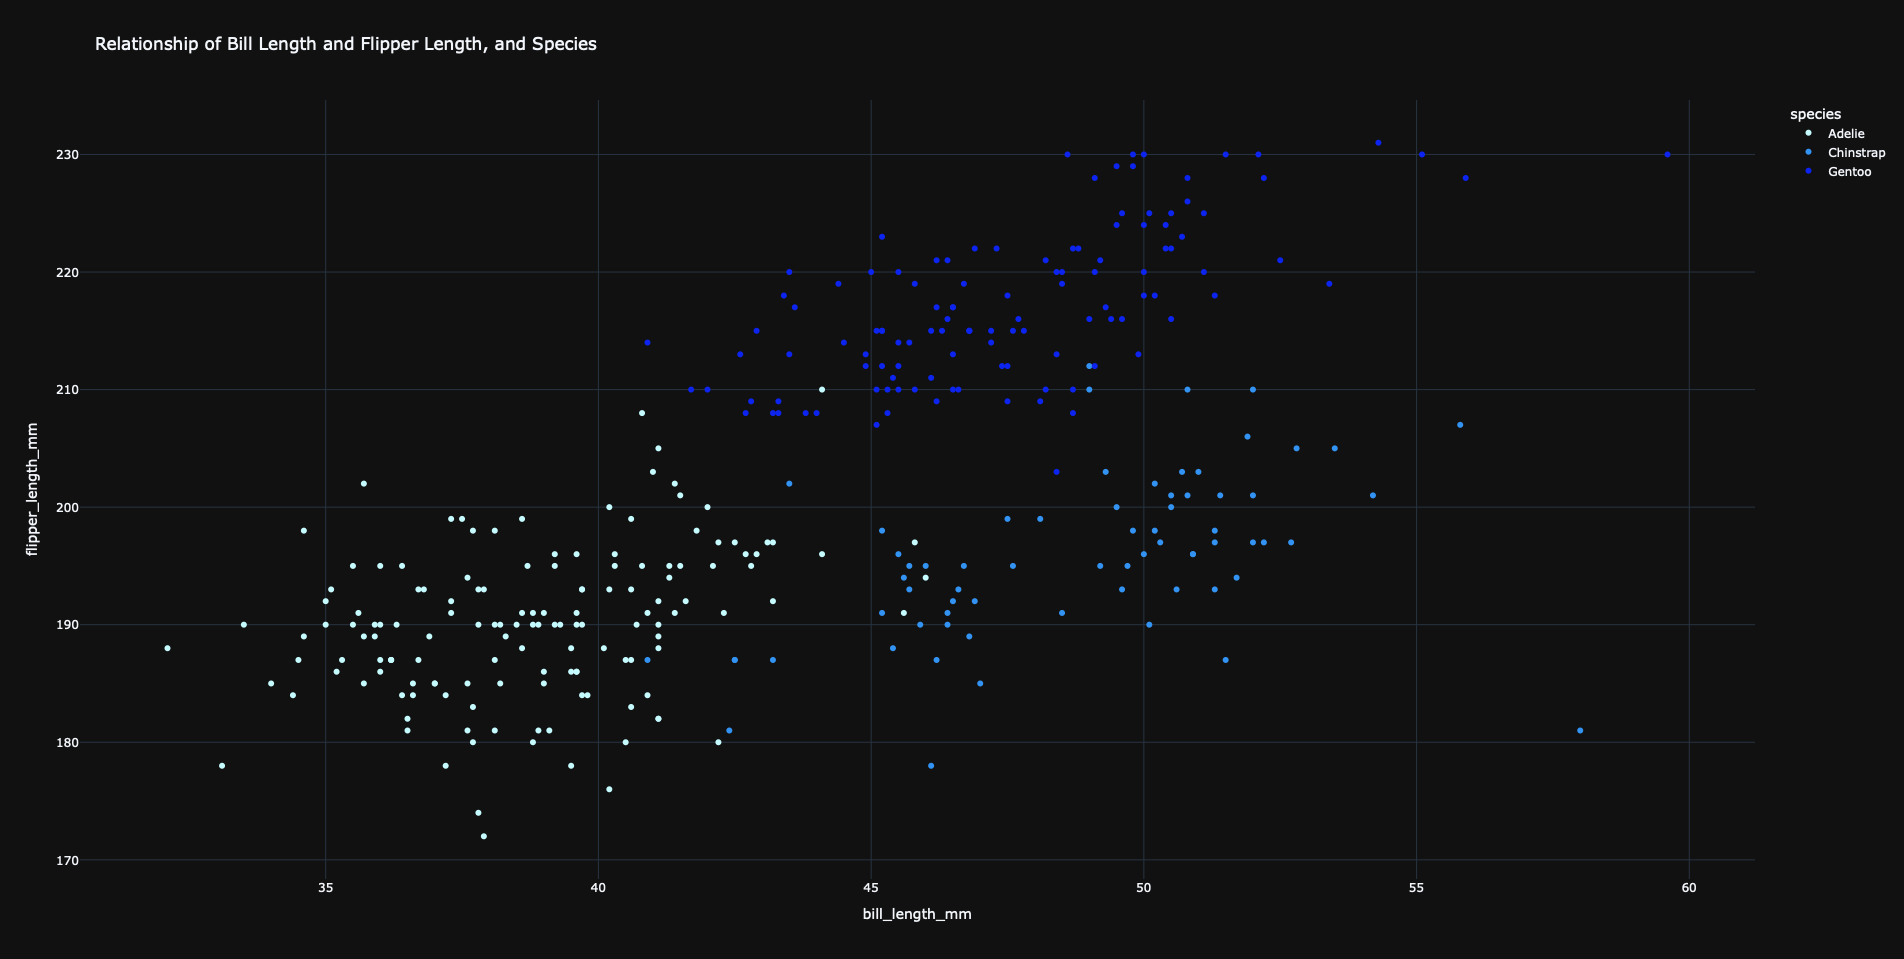 Relationship of Bill Length and Flipper Length, and Species
species
Adelie
Chinstrap
Gentoo
flipper_length_mm
230
220
210
200
190
180
170
35 40 45 50 55 60
bill_length_mm